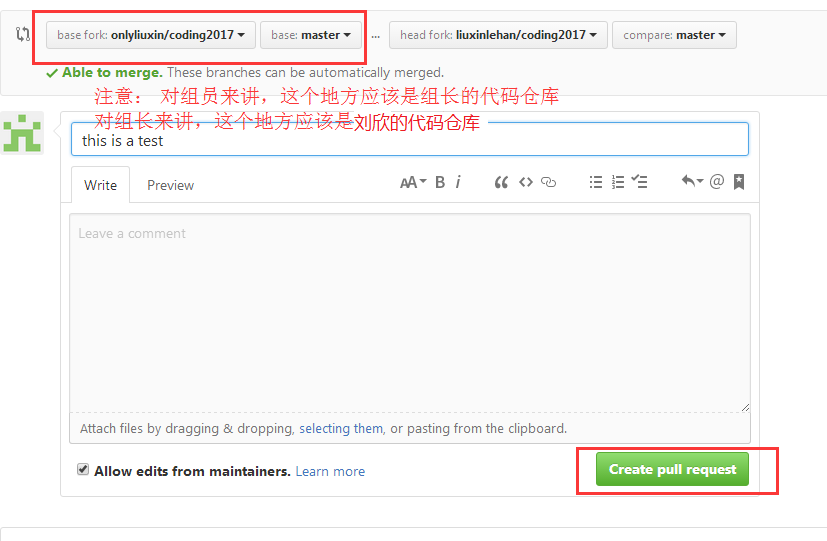 base fork: onlyliuxin/coding2017 base: master ... head fork: liuxinlehan/coding2017 compare: master
Able to merge. These branches can be automatically merged.
注意： 对组员来讲，这个地方应该是组长的代码仓库
对组长来讲，这个地方应该是刘欣的代码仓库
this is a test
Write Preview AA B i
Leave a comment
Attach files by dragging & dropping, selecting them, or pasting from the clipboard.
Allow edits from maintainers. Learn more
Create pull request